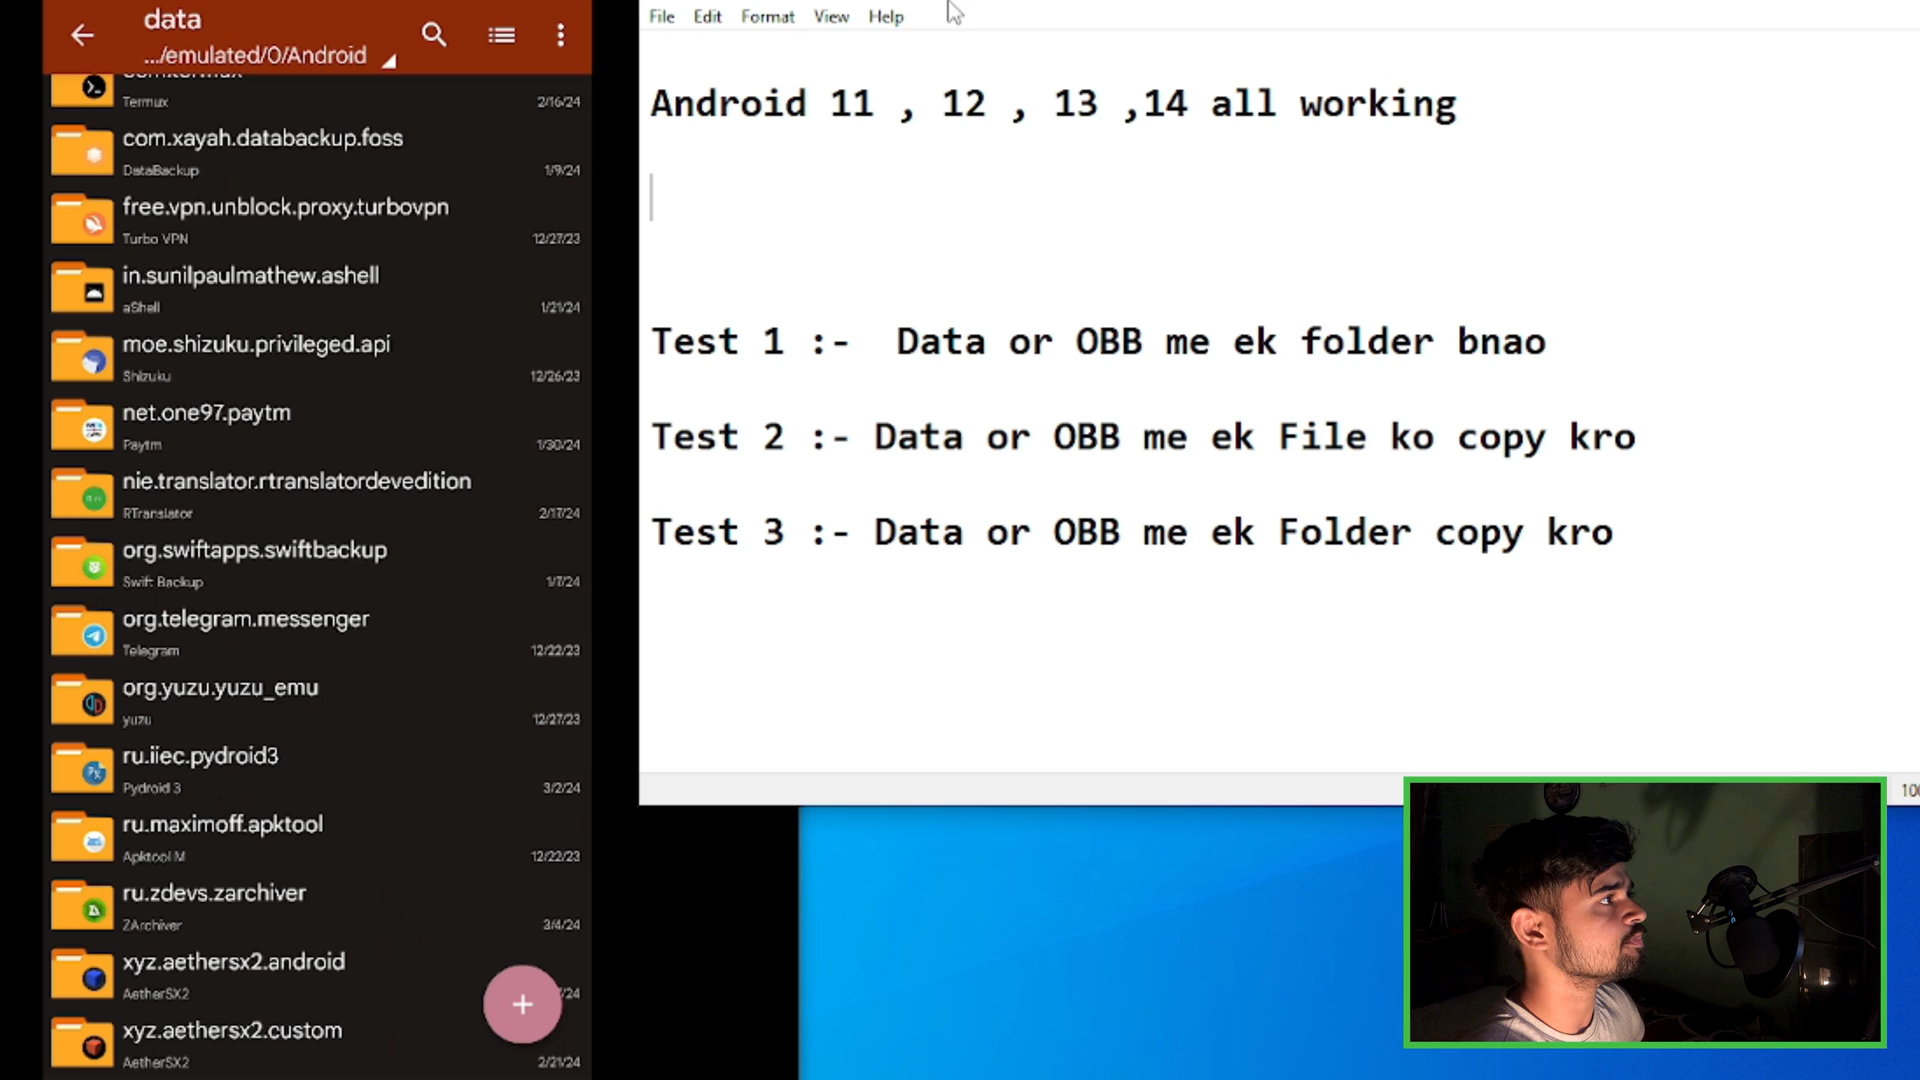 data
.../emulated/0/Android
Termux
2/16/24
com.xayah.databackup.foss
DataBackup
1/9/24
free.vpn.unblock.proxy.turbovpn
Turbo VPN
12/27/23
in.sunilpaulmathew.ashell
aShell
1/21/24
moe.shizuku.privileged.api
Shizuku
12/26/23
net.one97.paytm
Paytm
1/30/24
nie.translator.rtranslatordevedition
RTranslator
2/17/24
org.swiftapps.swiftbackup
Swift Backup
1/7/24
org.telegram.messenger
Telegram
12/22/23
org.yuzu.yuzu_emu
yuzu
12/27/23
ru.iiec.pydroid3
Pydroid 3
3/2/24
ru.maximoff.apktool
Apktool M
12/22/23
ru.zdevs.zarchiver
ZArchiver
3/4/24
xyz.aethersx2.android
AetherSX2
/24
xyz.aethersx2.custom
AetherSX2
2/21/24
File Edit Format View Help
Android 11 , 12 , 13 ,14 all working
Test 1 :- Data or OBB me ek folder bnao
Test 2 :- Data or OBB me ek File ko copy kro
Test 3 :- Data or OBB me ek Folder copy kro